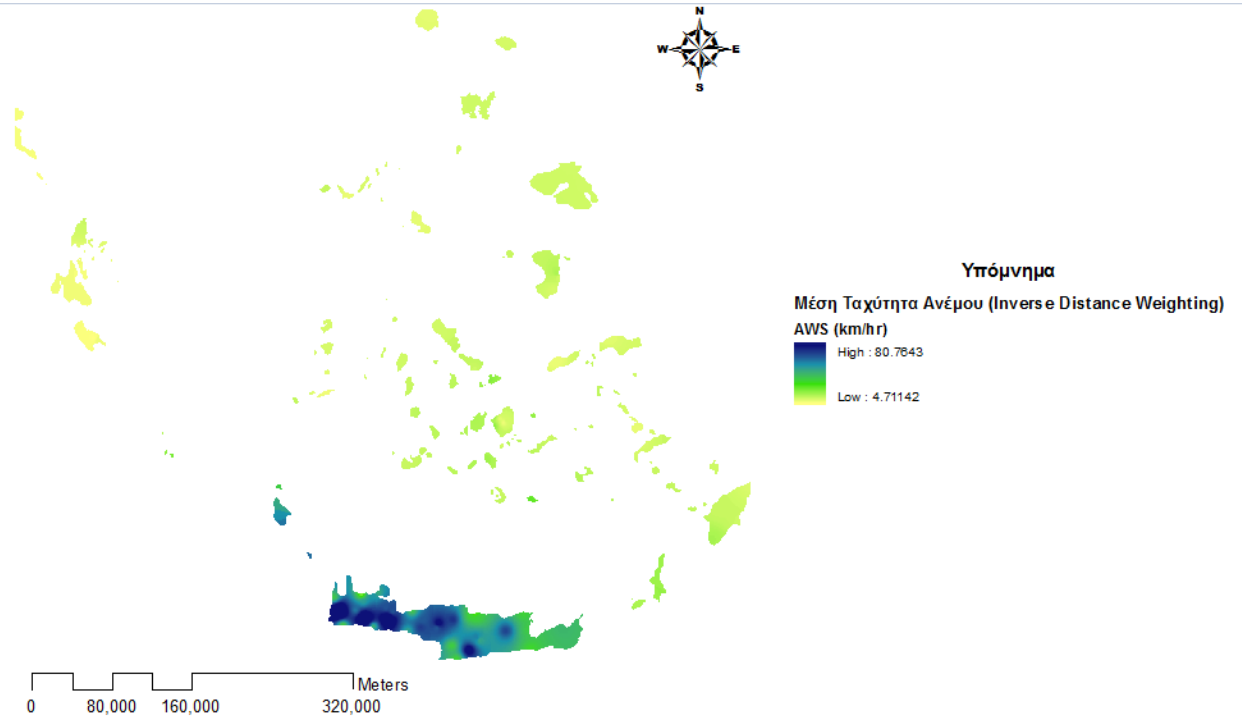 N
W E
S
Υπόμνημα
Μέση Ταχύτητα Ανέμου (Inverse Distance Weighting)
AWS (km/hr)
High : 80.7643
Low : 4.71142
Meters
0 80,000 160,000 320,000